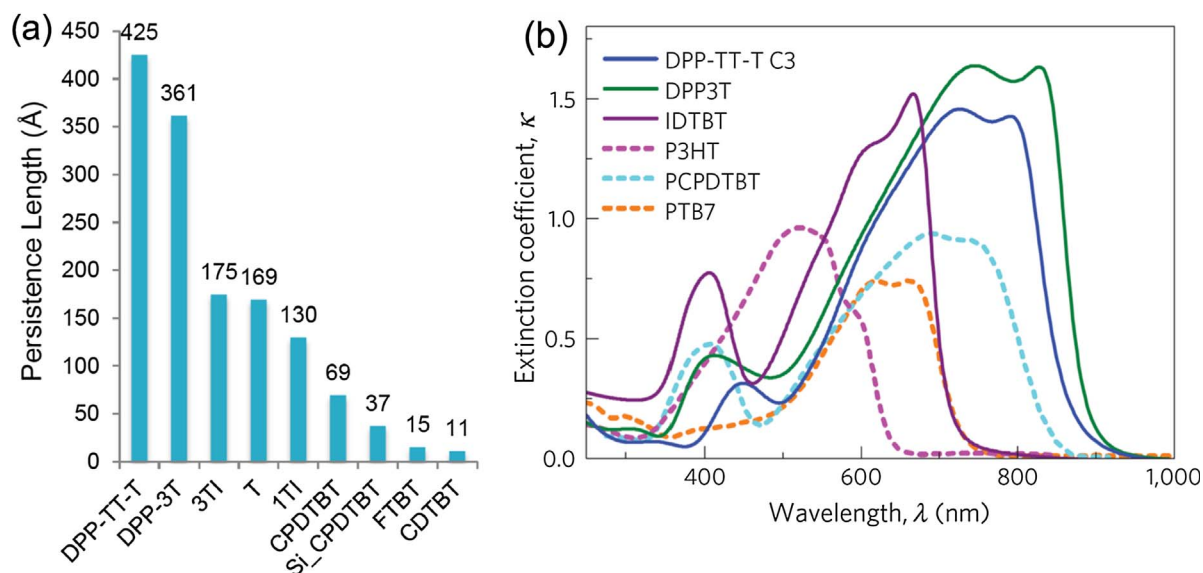 (a)
Persistence Length (Å)
450
400
350
300
250
200
150
100
50
0
425
361
175
169
130
69
37
15
11
DPP-TT-T
DPP-3T
3TI
T
1TI
CPDTBT
Si_CPDTBT
FTBT
CDTBT
(b)
Extinction coefficient, κ
1.5
1.0
0.5
0.0
DPP-TT-T C3
DPP3T
IDTBT
P3HT
PCPDTBT
PTB7
400
600
800
1,000
Wavelength, λ (nm)